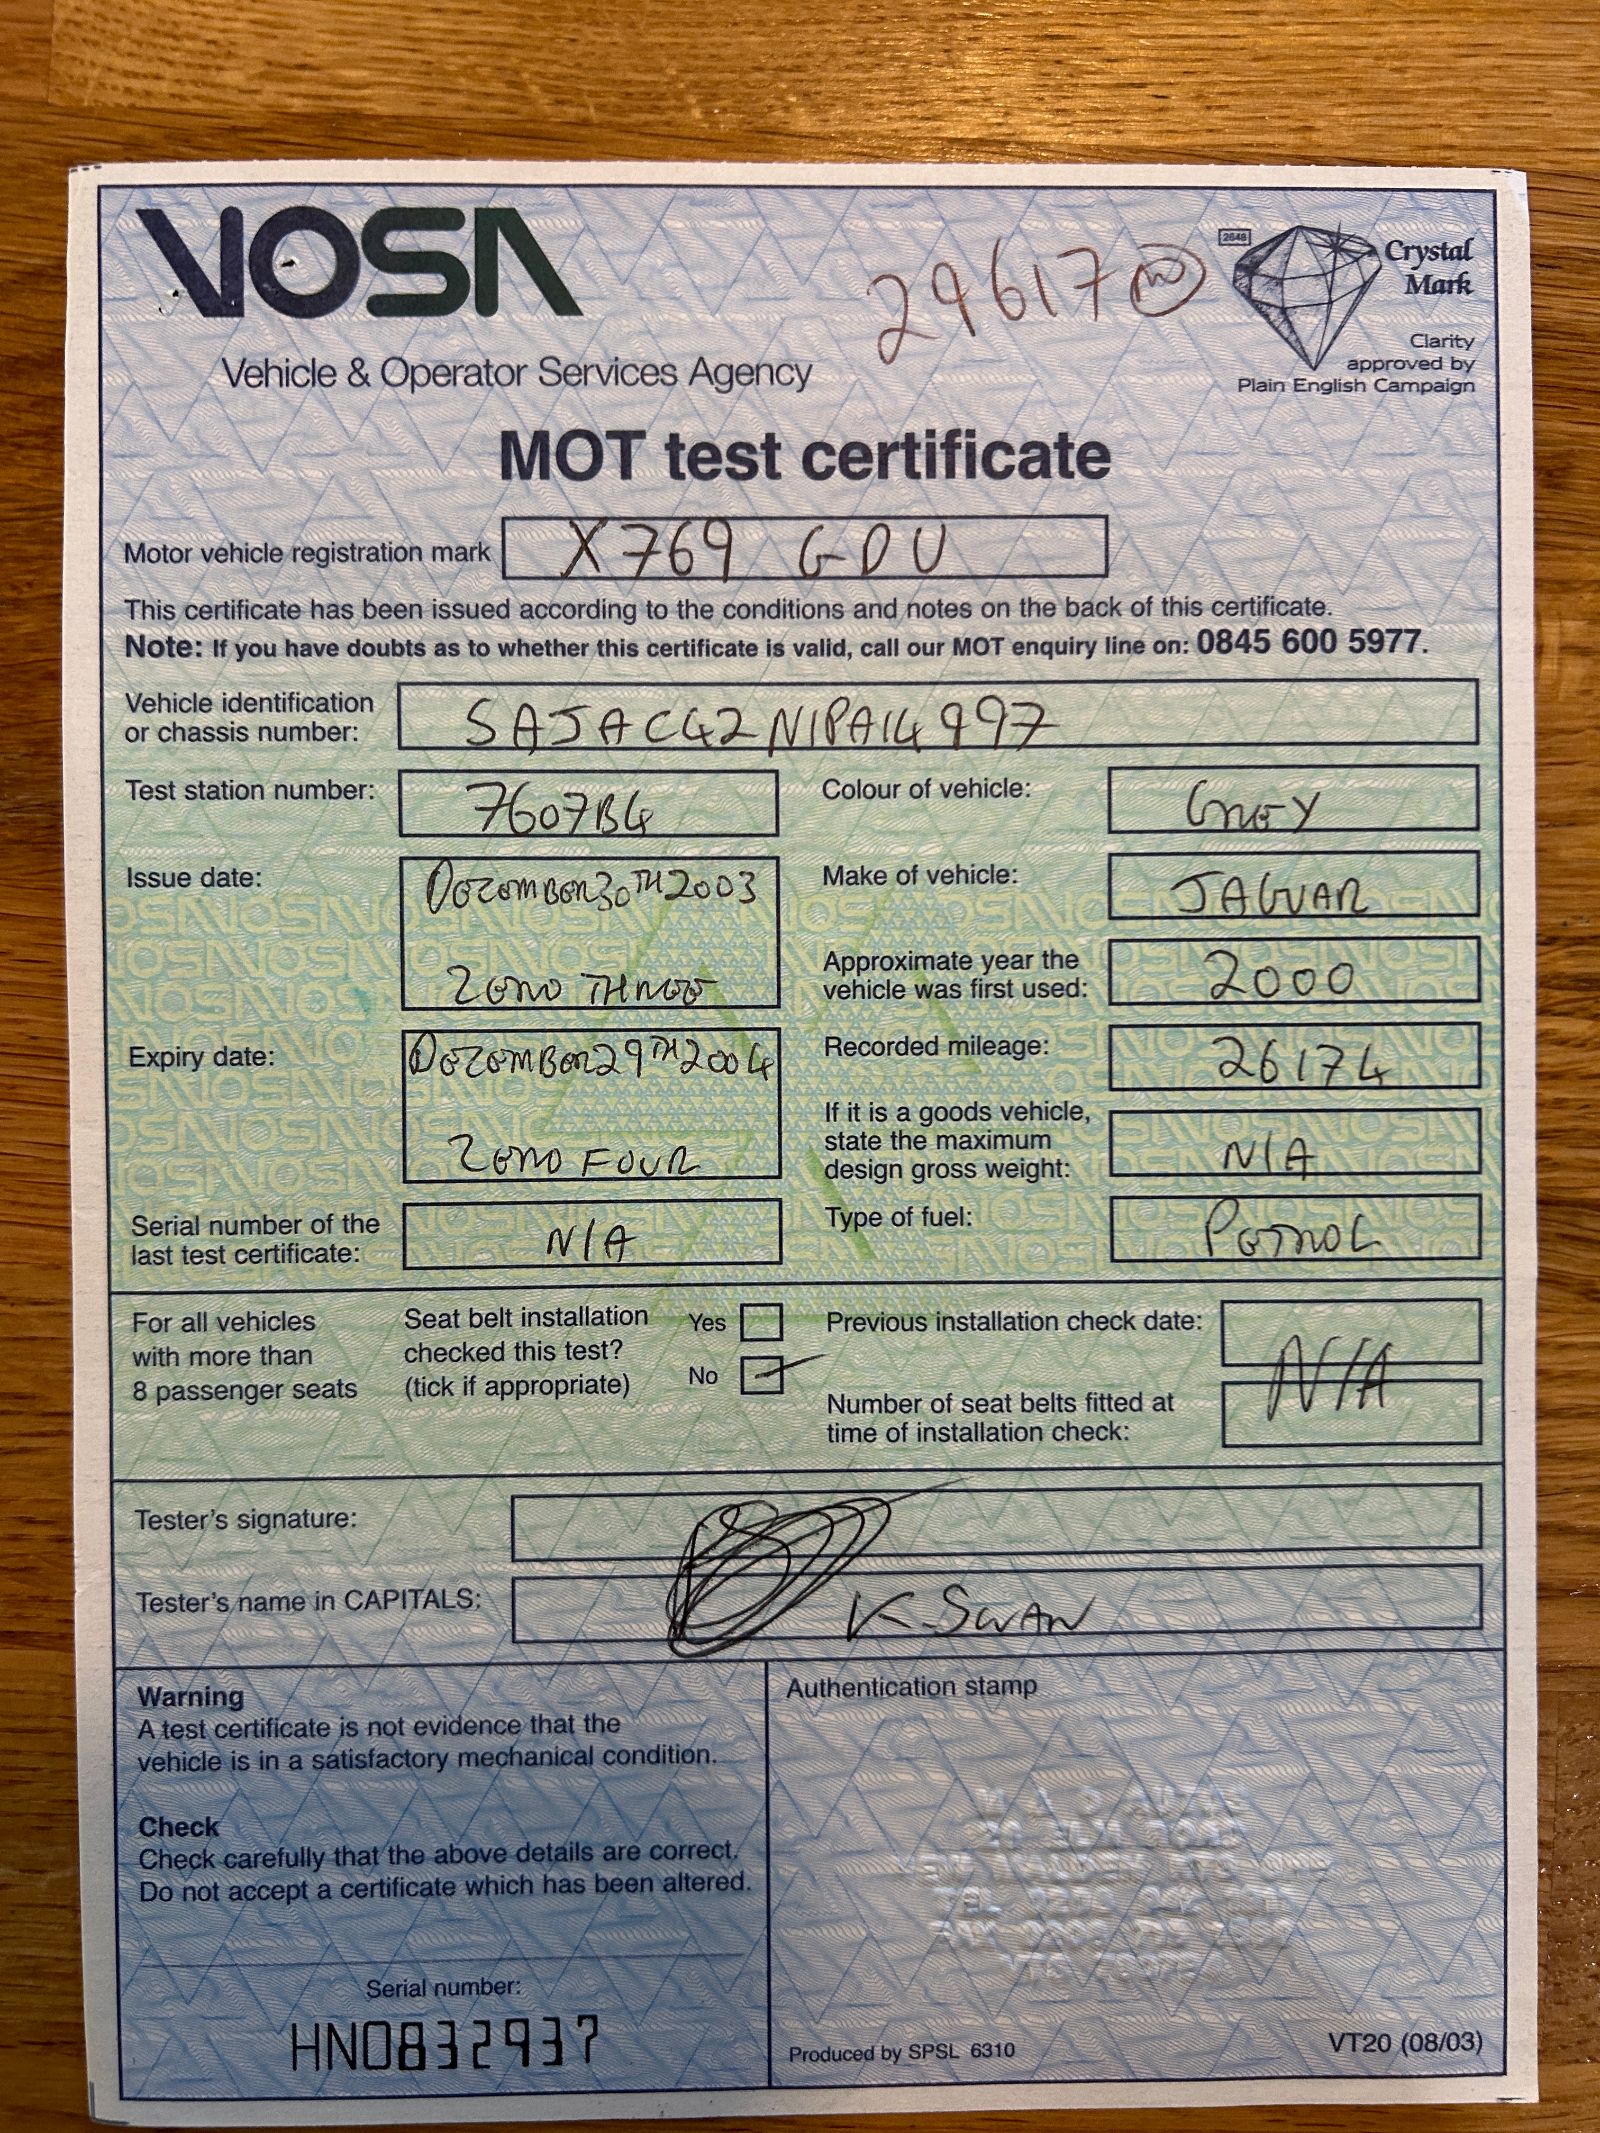 VOSA
Vehicle & Operator Services Agency
29617
2648
Crystal
Mark
Clarity
approved by
Plain English Campaign
MOT test certificate
Motor vehicle registration mark X769 GDU
This certificate has been issued according to the conditions and notes on the back of this certificate.
Note: If you have doubts as to whether this certificate is valid, call our MOT enquiry line on: 0845 600 5977.
Vehicle identification
or chassis number: SAJAC42N1PA14997
Test station number: 7607B4
Colour of vehicle: GREY
Issue date: DECEMBER 30TH 2003
ZERO THREE
Make of vehicle: JAGUAR
Approximate year the
vehicle was first used: 2000
Expiry date: DECEMBER 29TH 2004
ZERO FOUR
Recorded mileage: 26174
If it is a goods vehicle,
state the maximum
design gross weight: N/A
Serial number of the
last test certificate: N/A
Type of fuel: PETROL
For all vehicles
with more than
8 passenger seats
Seat belt installation
checked this test?
(tick if appropriate)
Yes
No
Previous installation check date:
N/A
Number of seat belts fitted at
time of installation check:
Tester's signature:
Tester's name in CAPITALS: K SWAN
Warning
A test certificate is not evidence that the
vehicle is in a satisfactory mechanical condition.
Check
Check carefully that the above details are correct.
Do not accept a certificate which has been altered.
Serial number:
HN0832937
Authentication stamp
Produced by SPSL 6310
VT20 (08/03)